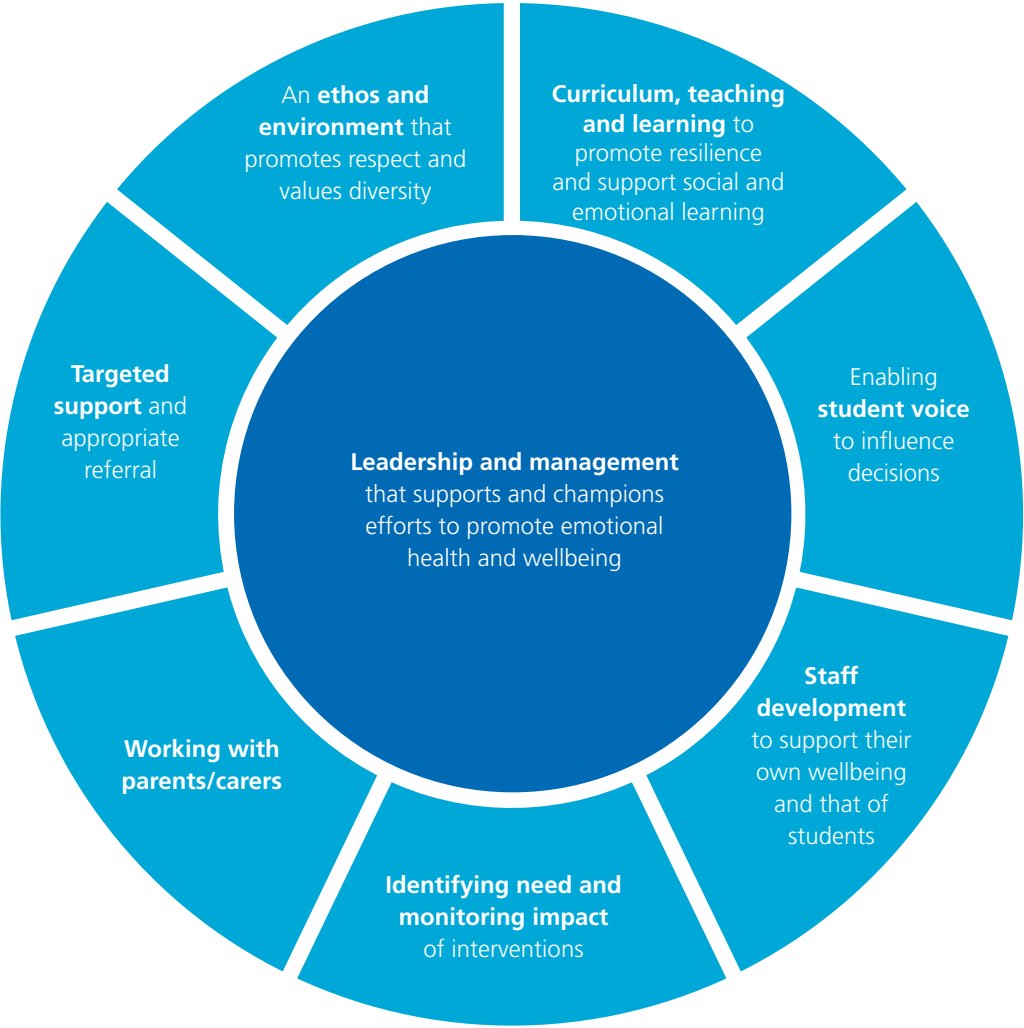 An ethos and
environment that
promotes respect and
values diversity
Curriculum, teaching
and learning to
promote resilience
and support social and
emotional learning
Enabling
student voice
to influence
decisions
Staff
development
to support their
own wellbeing
and that of
students
Identifying need and
monitoring impact
of interventions
Working with
parents/carers
Targeted
support and
appropriate
referral
Leadership and management
that supports and champions
efforts to promote emotional
health and wellbeing